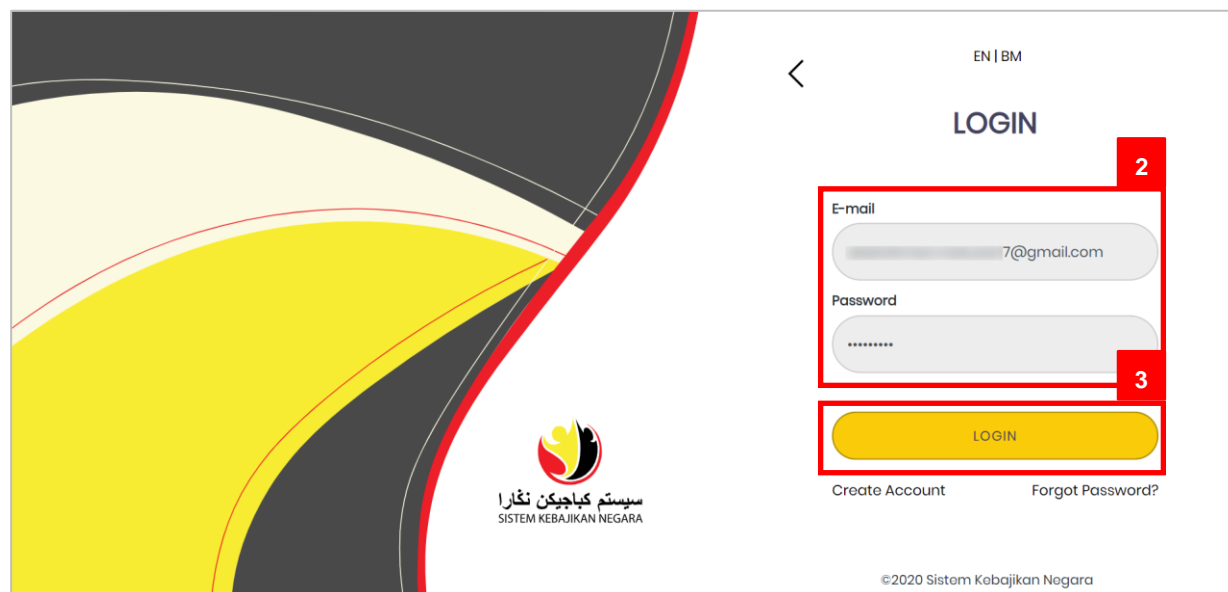 EN | BM
LOGIN
2
E-mail
7@gmail.com
Password
3
LOGIN
Create Account Forgot Password?
سيستم کباجيکن نݢارا
SISTEM KEBAJIKAN NEGARA
©2020 Sistem Kebajikan Negara